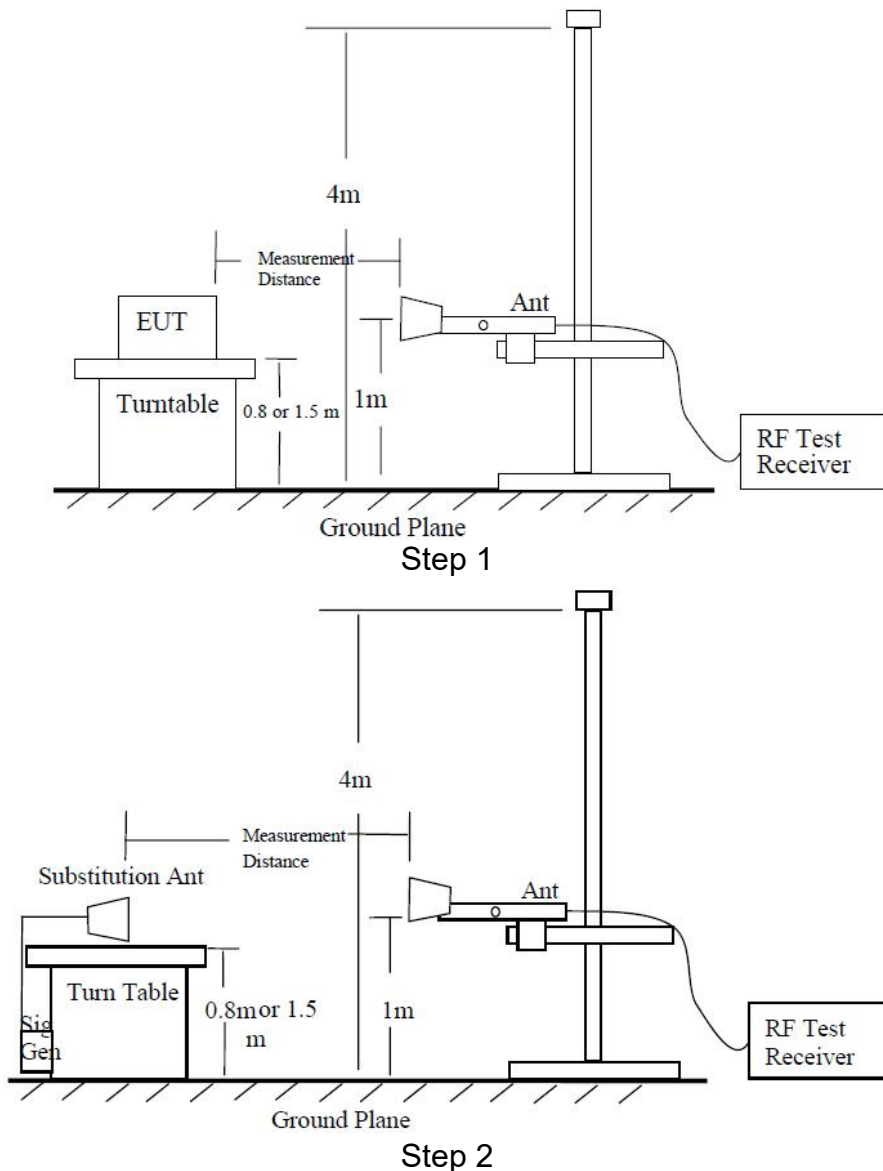 4m
Measurement
Distance
Ant
EUT
Turntable
0.8 or 1.5 m
1m
RF Test
Receiver
Ground Plane
Step 1
4m
Measurement
Distance
Substitution Ant
Ant
Turn Table
0.8m or 1.5
m
1m
Sig
Gen
RF Test
Receiver
Ground Plane
Step 2